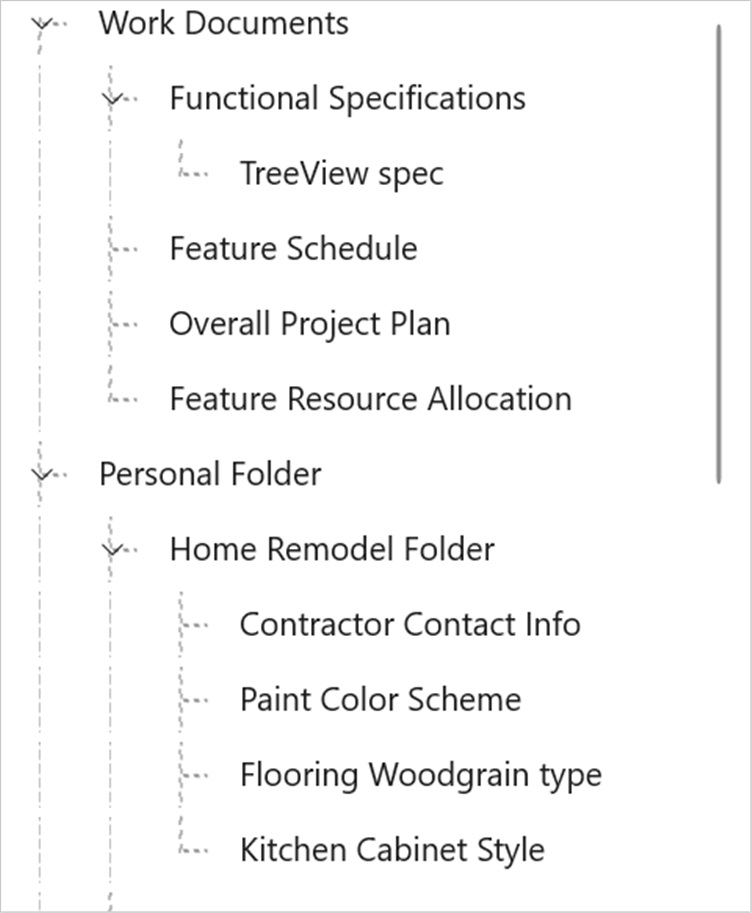 Work Documents
Functional Specifications
TreeView spec
Feature Schedule
Overall Project Plan
Feature Resource Allocation
Personal Folder
Home Remodel Folder
Contractor Contact Info
Paint Color Scheme
Flooring Woodgrain type
Kitchen Cabinet Style